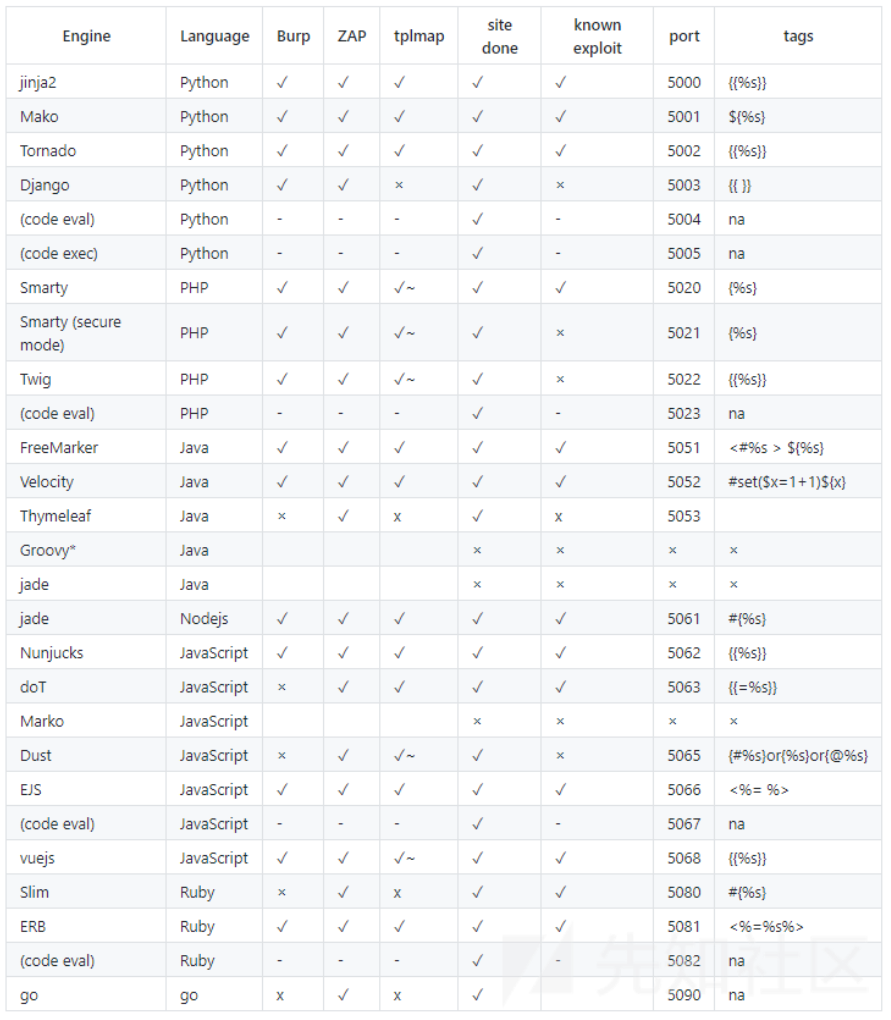 Engine Language Burp ZAP tplmap site done known exploit port tags
jinja2 Python ✓ ✓ ✓ ✓ ✓ 5000 {{%s}}
Mako Python ✓ ✓ ✓ ✓ ✓ 5001 ${%s}
Tornado Python ✓ ✓ ✓ ✓ ✓ 5002 {{%s}}
Django Python ✓ ✓ × ✓ × 5003 {{ }}
(code eval) Python - - - ✓ - 5004 na
(code exec) Python - - - ✓ - 5005 na
Smarty PHP ✓ ✓ ✓~ ✓ ✓ 5020 {%s}
Smarty (secure mode) PHP ✓ ✓ ✓~ ✓ × 5021 {%s}
Twig PHP ✓ ✓ ✓~ ✓ × 5022 {{%s}}
(code eval) PHP - - - ✓ - 5023 na
FreeMarker Java ✓ ✓ ✓ ✓ ✓ 5051 <#%s > ${%s}
Velocity Java ✓ ✓ ✓ ✓ ✓ 5052 #set($x=1+1)${x}
Thymeleaf Java × ✓ x ✓ x 5053
Groovy* Java × × × ×
jade Java × × × ×
jade Nodejs ✓ ✓ ✓ ✓ ✓ 5061 #{%s}
Nunjucks JavaScript ✓ ✓ ✓ ✓ ✓ 5062 {{%s}}
doT JavaScript × ✓ ✓ ✓ ✓ 5063 {{=%s}}
Marko JavaScript × × × ×
Dust JavaScript × ✓ ✓~ ✓ × 5065 {#%s}or{%s}or{@%s}
EJS JavaScript ✓ ✓ ✓ ✓ ✓ 5066 <%= %>
(code eval) JavaScript - - - ✓ - 5067 na
vuejs JavaScript ✓ ✓ ✓~ ✓ ✓ 5068 {{%s}}
Slim Ruby × ✓ x ✓ ✓ 5080 #{%s}
ERB Ruby ✓ ✓ ✓ ✓ ✓ 5081 <%=%s%>
(code eval) Ruby - - - ✓ - 5082 na
go go x ✓ x ✓ 5090 na
先知社区